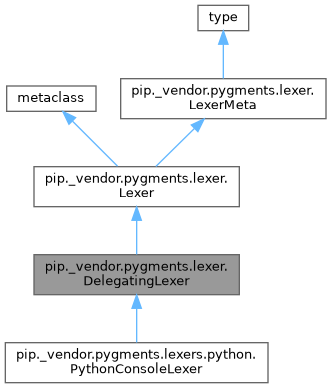 type
metaclass
pip._vendor.pygments.lexer.
LexerMeta
pip._vendor.pygments.lexer.
Lexer
pip._vendor.pygments.lexer.
DelegatingLexer
pip._vendor.pygments.lexers.python.
PythonConsoleLexer